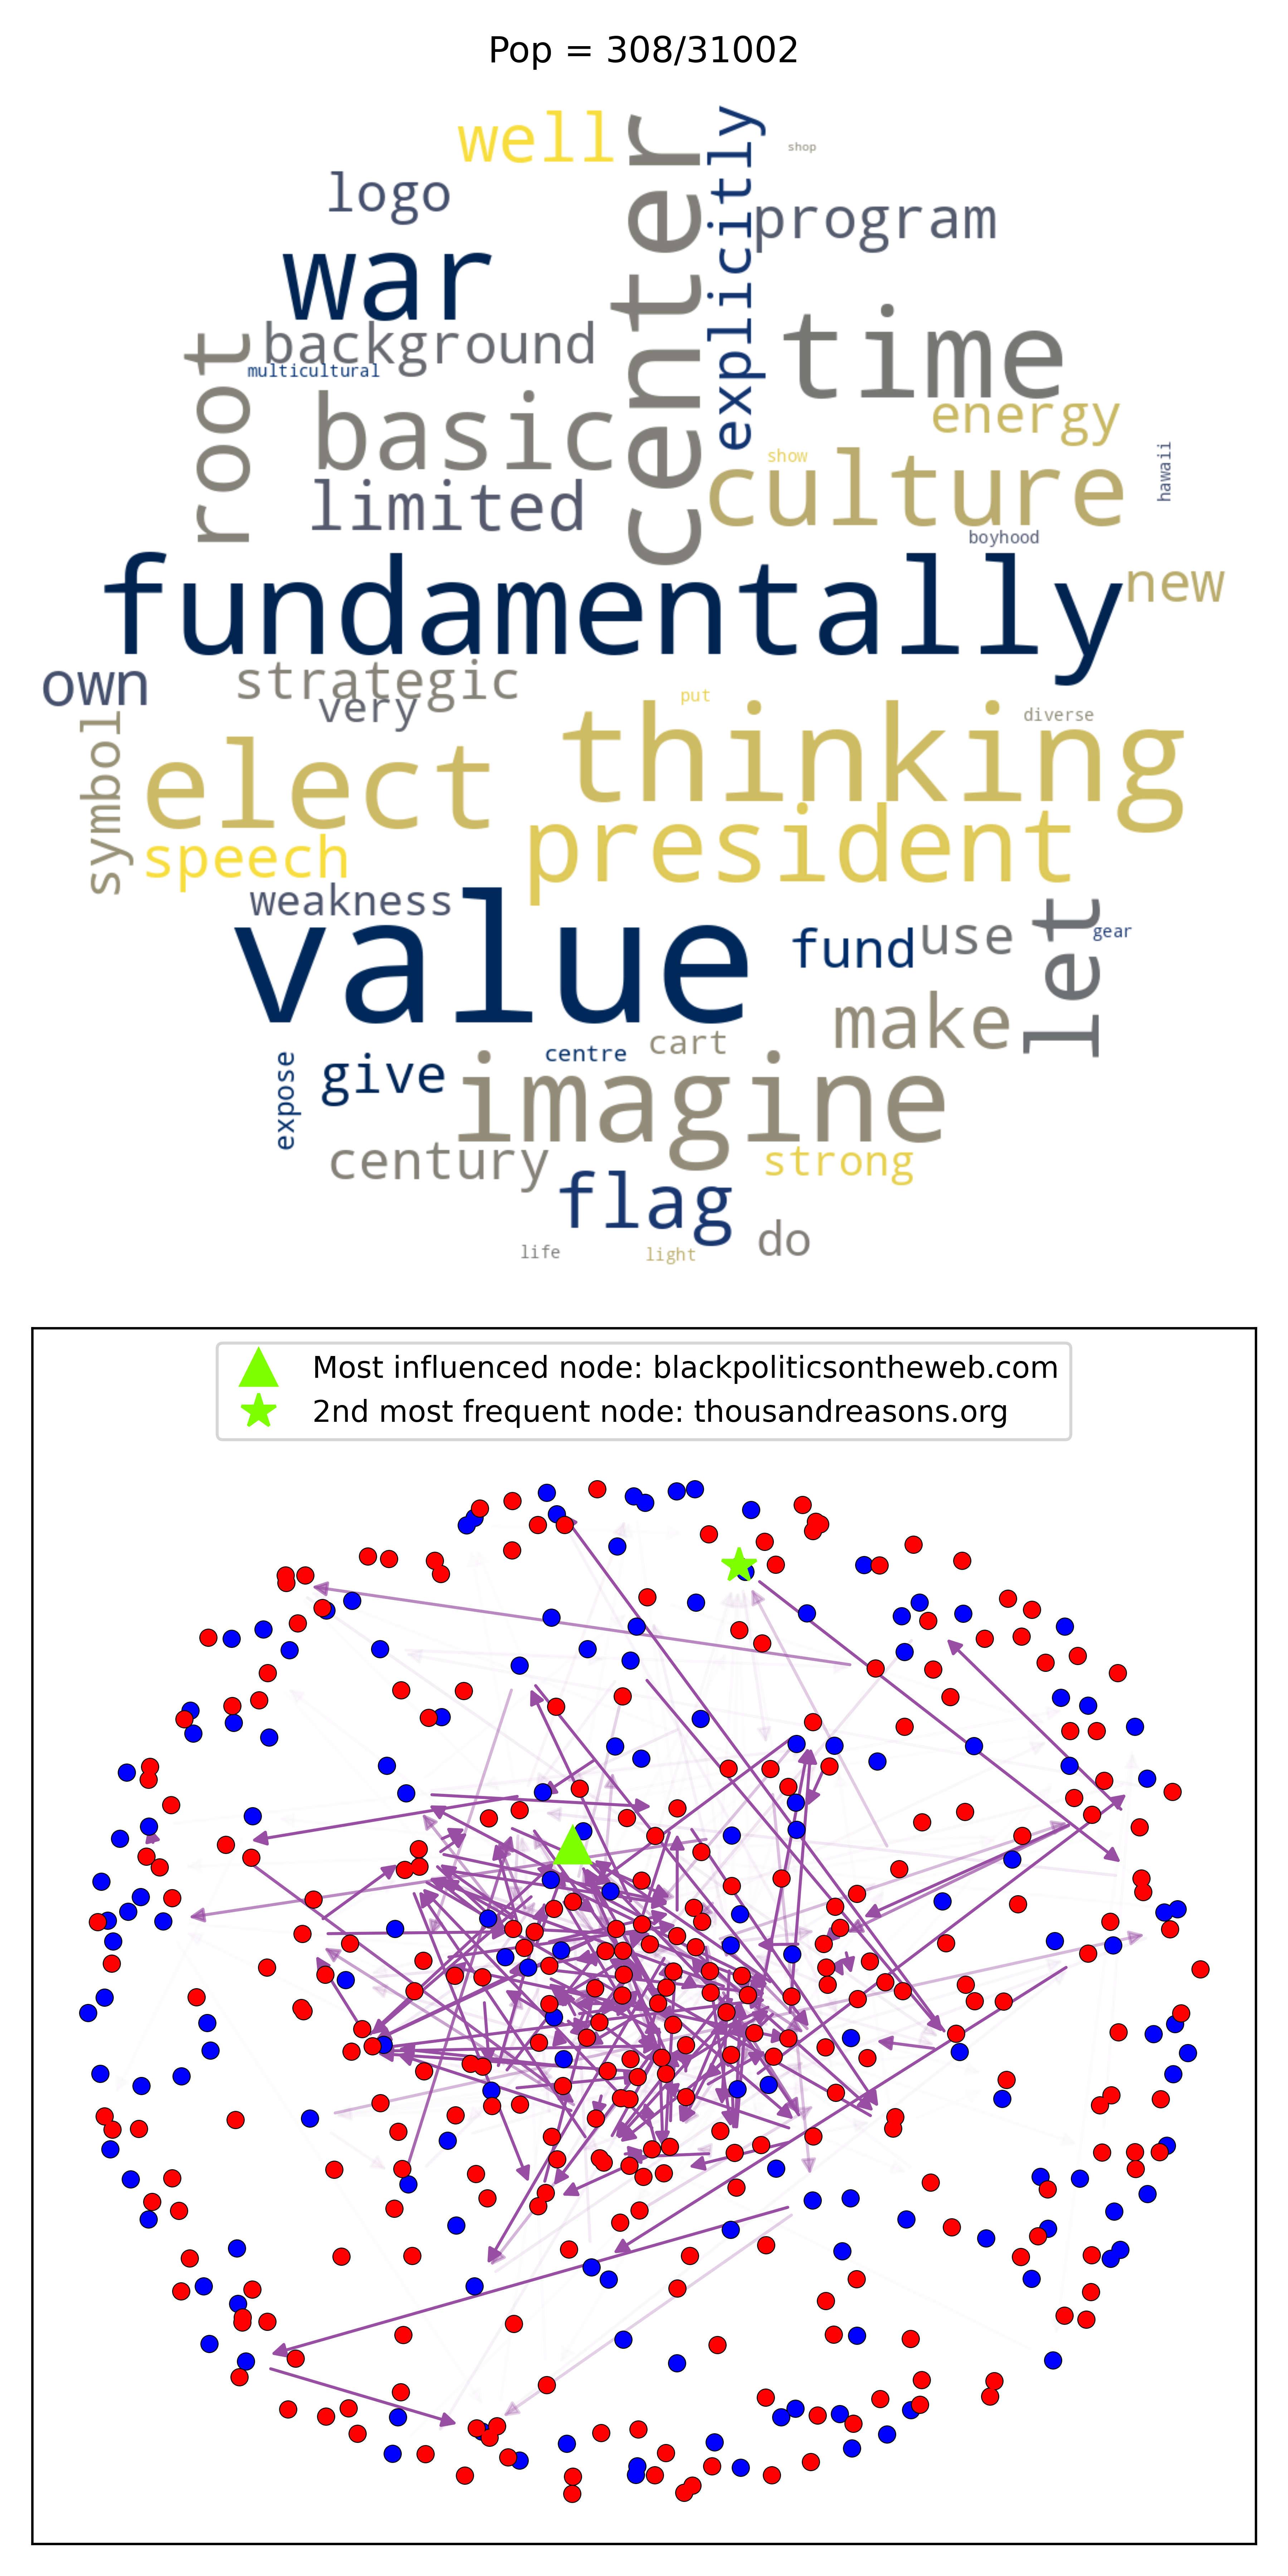 Pop = 308/31002
well
center
explicitly
shop
logo
program
war
time
root
background
multicultural
basic
energy
show
culture
hawaii
limited
boyhood
fundamentally
new
own
strategic
very
put
diverse
symbol
elect
thinking
president
speech
weakness
value
fund
use
let
gear
make
cart
centre
expose
give
imagine
century
strong
flag
do
life
light
Most influenced node: blackpoliticsontheweb.com
2nd most frequent node: thousandreasons.org